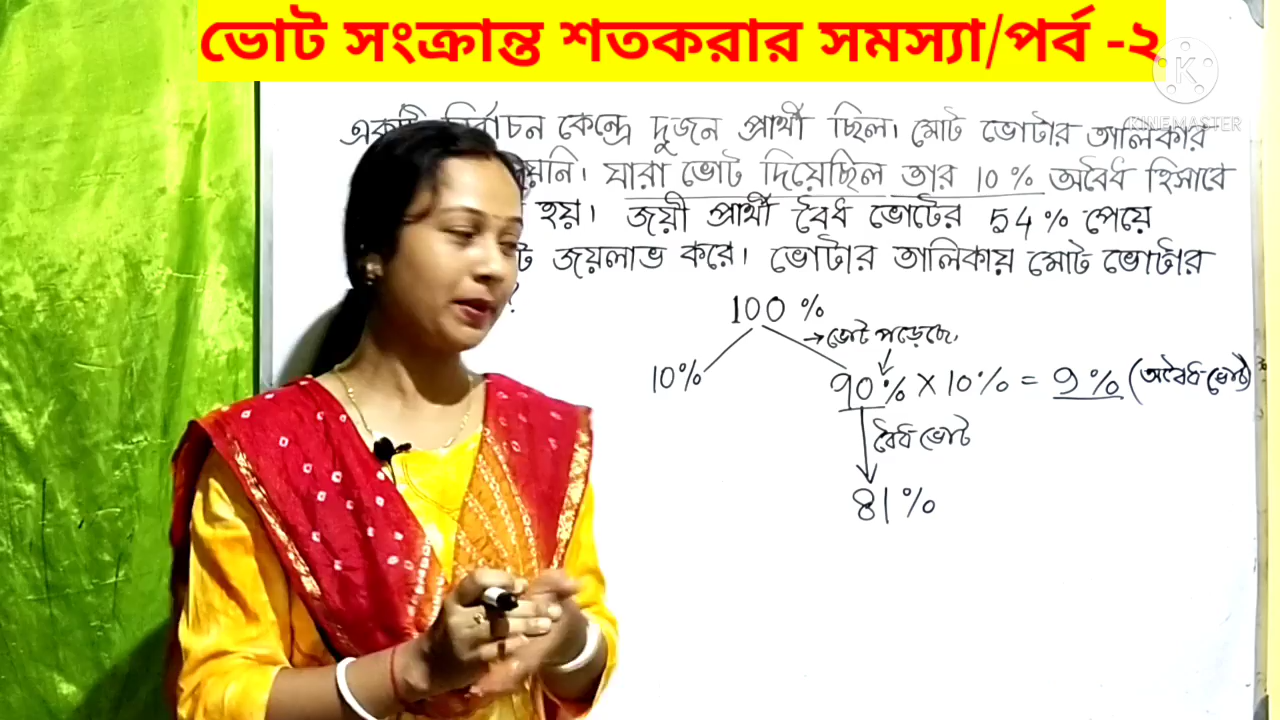 ভোট সংক্রান্ত শতকরার সমস্যা/পর্ব -২
K
KINEMASTER
নির্বাচন কেন্দ্রে দুজন প্রার্থী ছিল। মোট ভোটার তালিকার
যারা ভোট দিয়েছিল তার 10% অবৈধ হিসাবে
হয়। জয়ী প্রার্থী বৈধ ভোটের 54% পেয়ে
জয়লাভ করে। ভোটার তালিকায় মোট ভোটার
?
100 %
→ ভোট পড়েছে।
10% 90% X 10% = 9% (অবৈধ ভোট)
বৈধ ভোট
81%